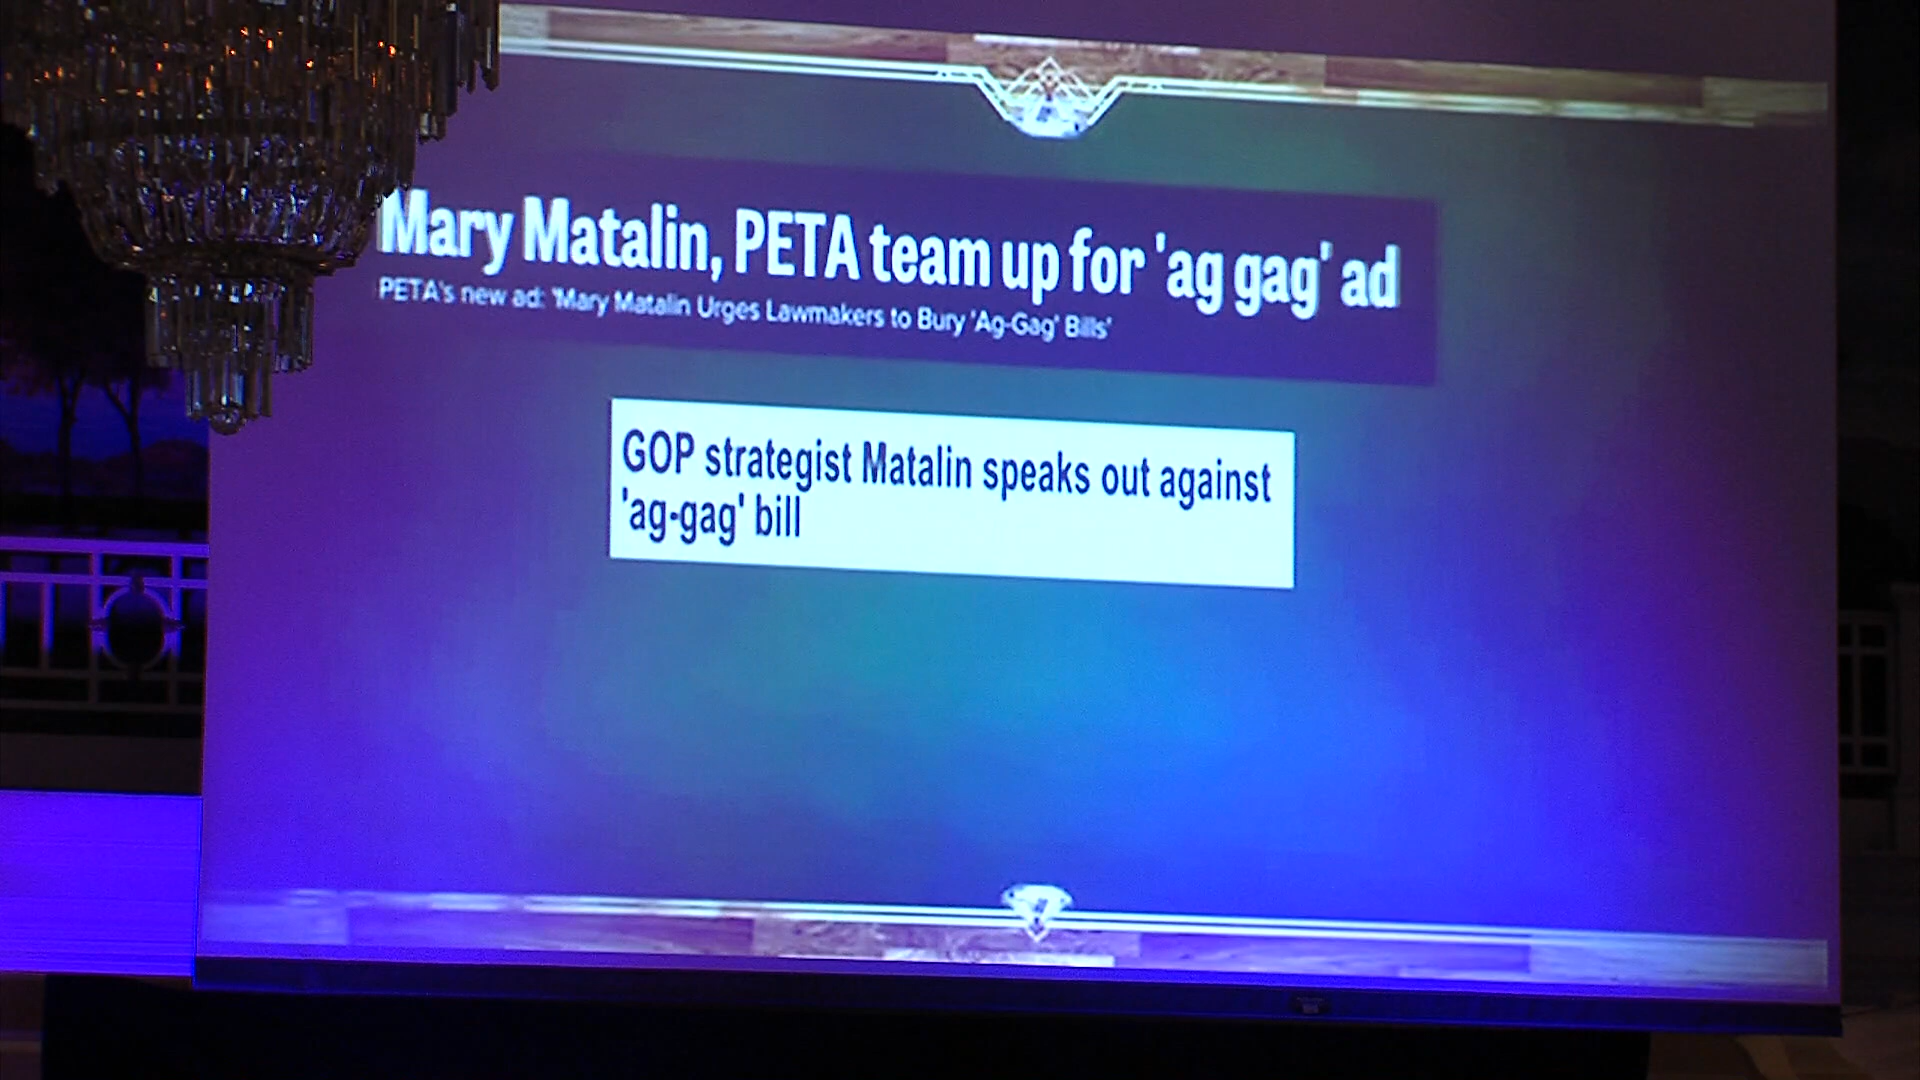 Mary Matalin, PETA team up for 'ag gag' ad
PETA's new ad: 'Mary Matalin Urges Lawmakers to Bury 'Ag-Gag' Bills'
GOP strategist Matalin speaks out against
'ag-gag' bill